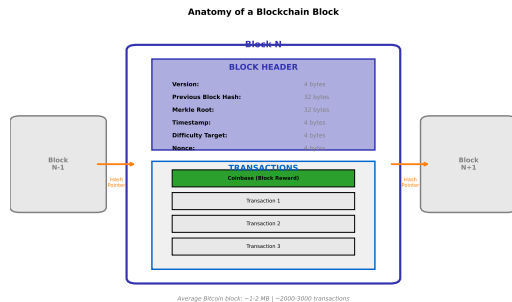 Anatomy of a Blockchain Block
Block N
BLOCK HEADER
Version: 4 bytes
Previous Block Hash: 32 bytes
Merkle Root: 32 bytes
Timestamp: 4 bytes
Difficulty Target: 4 bytes
Nonce: 4 bytes
Block
N-1
Hash
Pointer
TRANSACTIONS
Coinbase (Block Reward)
Transaction 1
Transaction 2
Transaction 3
Hash
Pointer
Block
N+1
Average Bitcoin block: ~1-2 MB | ~2000-3000 transactions